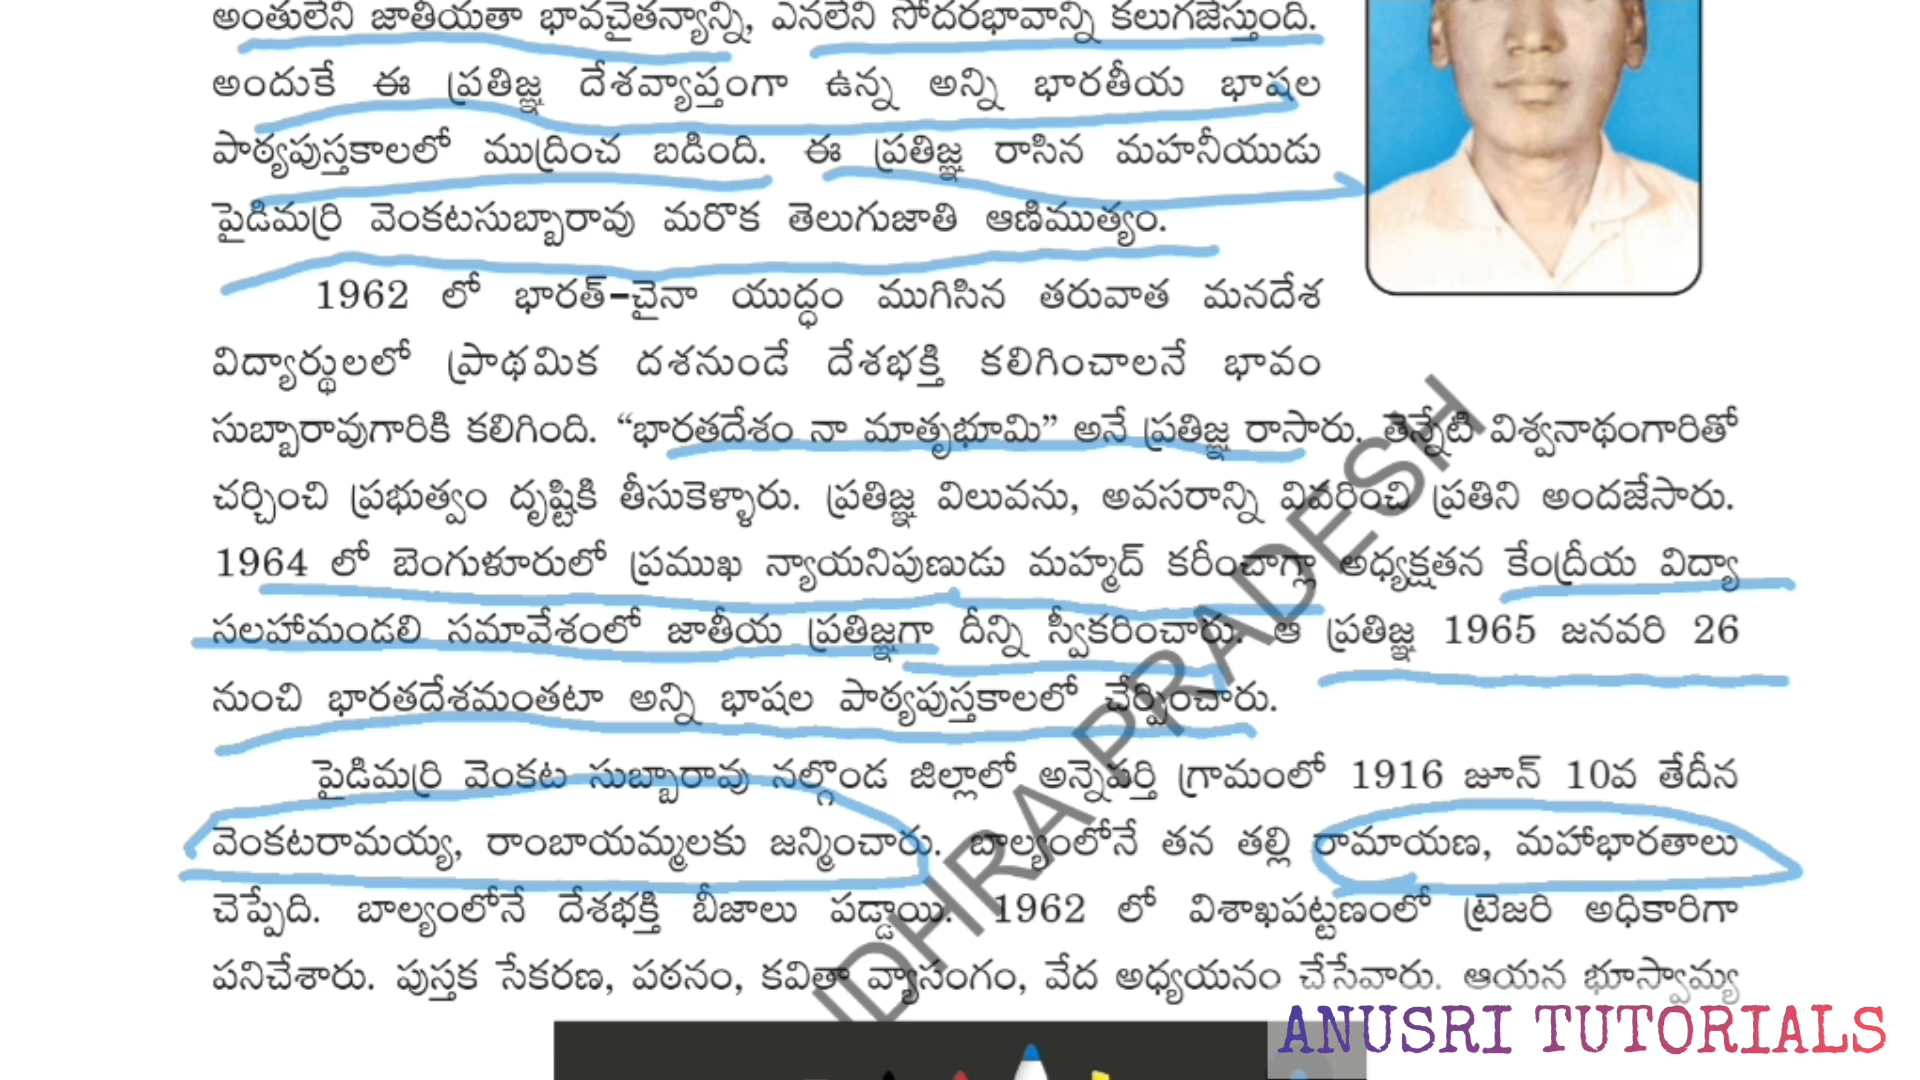 అంతులేని జాతీయతా భావచైతన్యాన్ని, ఎనలేని సోదరభావాన్ని కలుగజేస్తుంది.
అందుకే ఈ ప్రతిజ్ఞ దేశవ్యాప్తంగా ఉన్న అన్ని భారతీయ భాషల
పాఠ్యపుస్తకాలలో ముద్రించ బడింది. ఈ ప్రతిజ్ఞ రాసిన మహనీయుడు
పైడిమర్రి వెంకటసుబ్బారావు మరొక తెలుగుజాతి ఆణిముత్యం.
1962 లో భారత్-చైనా యుద్ధం ముగిసిన తరువాత మనదేశ
విద్యార్థులలో ప్రాథమిక దశనుండే దేశభక్తి కలిగించాలనే భావం
సుబ్బారావుగారికి కలిగింది. “భారతదేశం నా మాతృభూమి” అనే ప్రతిజ్ఞ రాసారు. తెన్నేటి విశ్వనాథంగారితో
చర్చించి ప్రభుత్వం దృష్టికి తీసుకెళ్ళారు. ప్రతిజ్ఞ విలువను, అవసరాన్ని వివరించి ప్రతిని అందజేసారు.
1964 లో బెంగుళూరులో ప్రముఖ న్యాయనిపుణుడు మహ్మద్ కరీంచాగ్లా అధ్యక్షతన కేంద్రీయ విద్యా
సలహామండలి సమావేశంలో జాతీయ ప్రతిజ్ఞగా దీన్ని స్వీకరించారు. ఆ ప్రతిజ్ఞ 1965 జనవరి 26
నుంచి భారతదేశమంతటా అన్ని భాషల పాఠ్యపుస్తకాలలో చేర్పించారు.
పైడిమర్రి వెంకట సుబ్బారావు నల్గొండ జిల్లాలో అన్నెపర్తి గ్రామంలో 1916 జూన్ 10వ తేదీన
వెంకటరామయ్య, రాంబాయమ్మలకు జన్మించారు. బాల్యంలోనే తన తల్లి రామాయణ, మహాభారతాలు
చెప్పేది. బాల్యంలోనే దేశభక్తి బీజాలు పడ్డాయి. 1962 లో విశాఖపట్టణంలో ట్రెజరి అధికారిగా
పనిచేశారు. పుస్తక సేకరణ, పఠనం, కవితా వ్యాసంగం, వేద అధ్యయనం చేసేవారు. ఆయన భూస్వామ్య
DHRA PRADESH
ANUSRI TUTORIALS